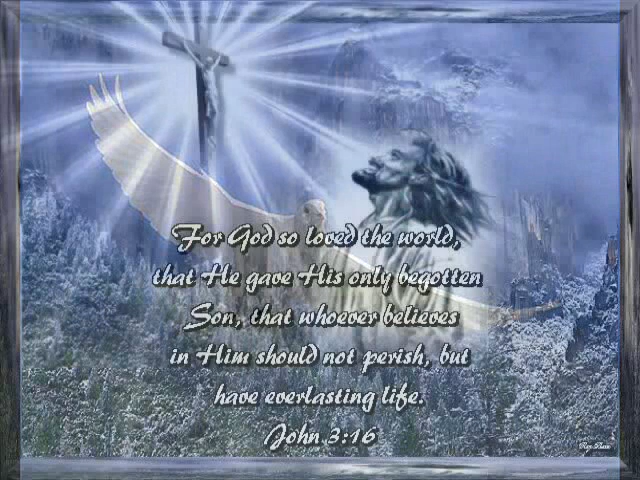 For God so loved the world,
that He gave His only begotten
Son, that whoever believes
in Him should not perish, but
have everlasting life.
John 3:16